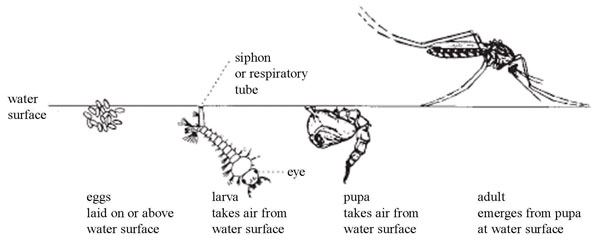 siphon
or respiratory
tube
water
surface
eye
eggs
laid on or above
water surface
larva
takes air from
water surface
pupa
takes air from
water surface
adult
emerges from pupa
at water surface